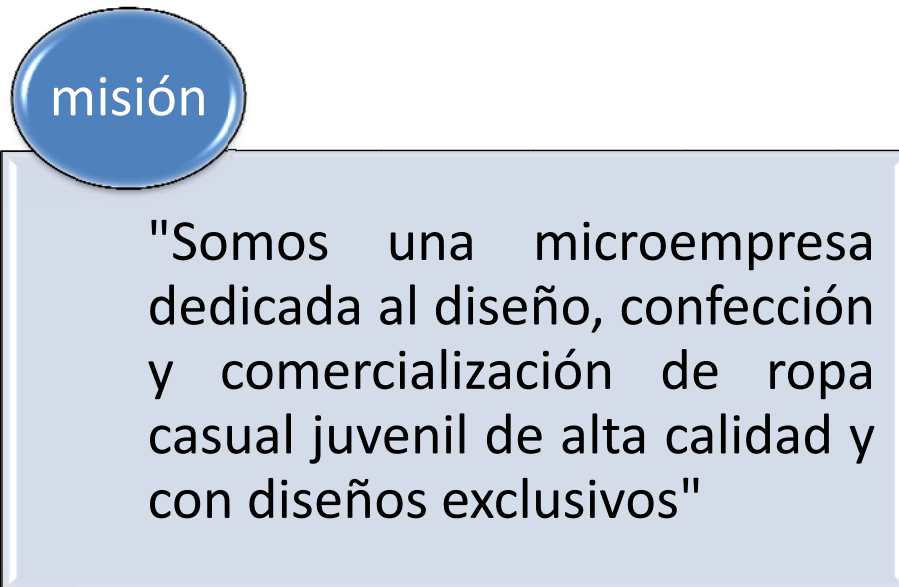 misión
"Somos una microempresa
dedicada al diseño, confección
y comercialización de ropa
casual juvenil de alta calidad y
con diseños exclusivos"